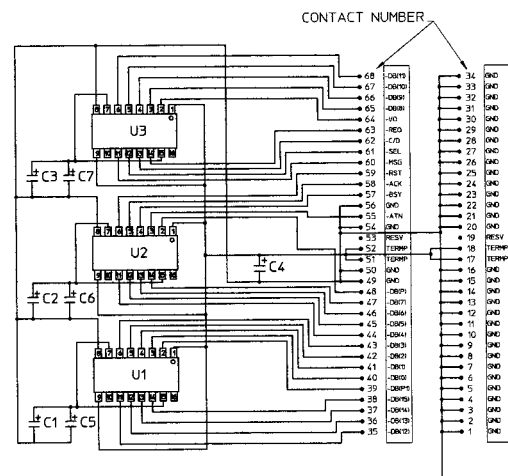 CONTACT NUMBER
68 -DB(11) 34 GND
67 -DB(10) 33 GND
66 -DB(9) 32 GND
65 -DB(8) 31 GND
64 -I/O 30 GND
63 -REQ 29 GND
62 -C/D 28 GND
61 -SEL 27 GND
60 -MSG 26 GND
59 -RST 25 GND
58 -ACK 24 GND
57 -BSY 23 GND
56 GND 22 GND
55 -ATN 21 GND
54 GND 20 GND
53 RESV 19 RESV
52 TERMP 18 TERMP
51 TERMP 17 TERMP
50 GND 16 GND
49 GND 15 GND
48 -DB(P) 14 GND
47 -DB(7) 13 GND
46 -DB(6) 12 GND
45 -DB(5) 11 GND
44 -DB(4) 10 GND
43 -DB(3) 9 GND
42 -DB(2) 8 GND
41 -DB(1) 7 GND
40 -DB(0) 6 GND
39 -DB(P1) 5 GND
38 -DB(15) 4 GND
37 -DB(14) 3 GND
36 -DB(13) 2 GND
35 -DB(12) 1 GND
U3
+ C3 + C7
U2
+ C4
+ C2 + C6
U1
+ C1 + C5